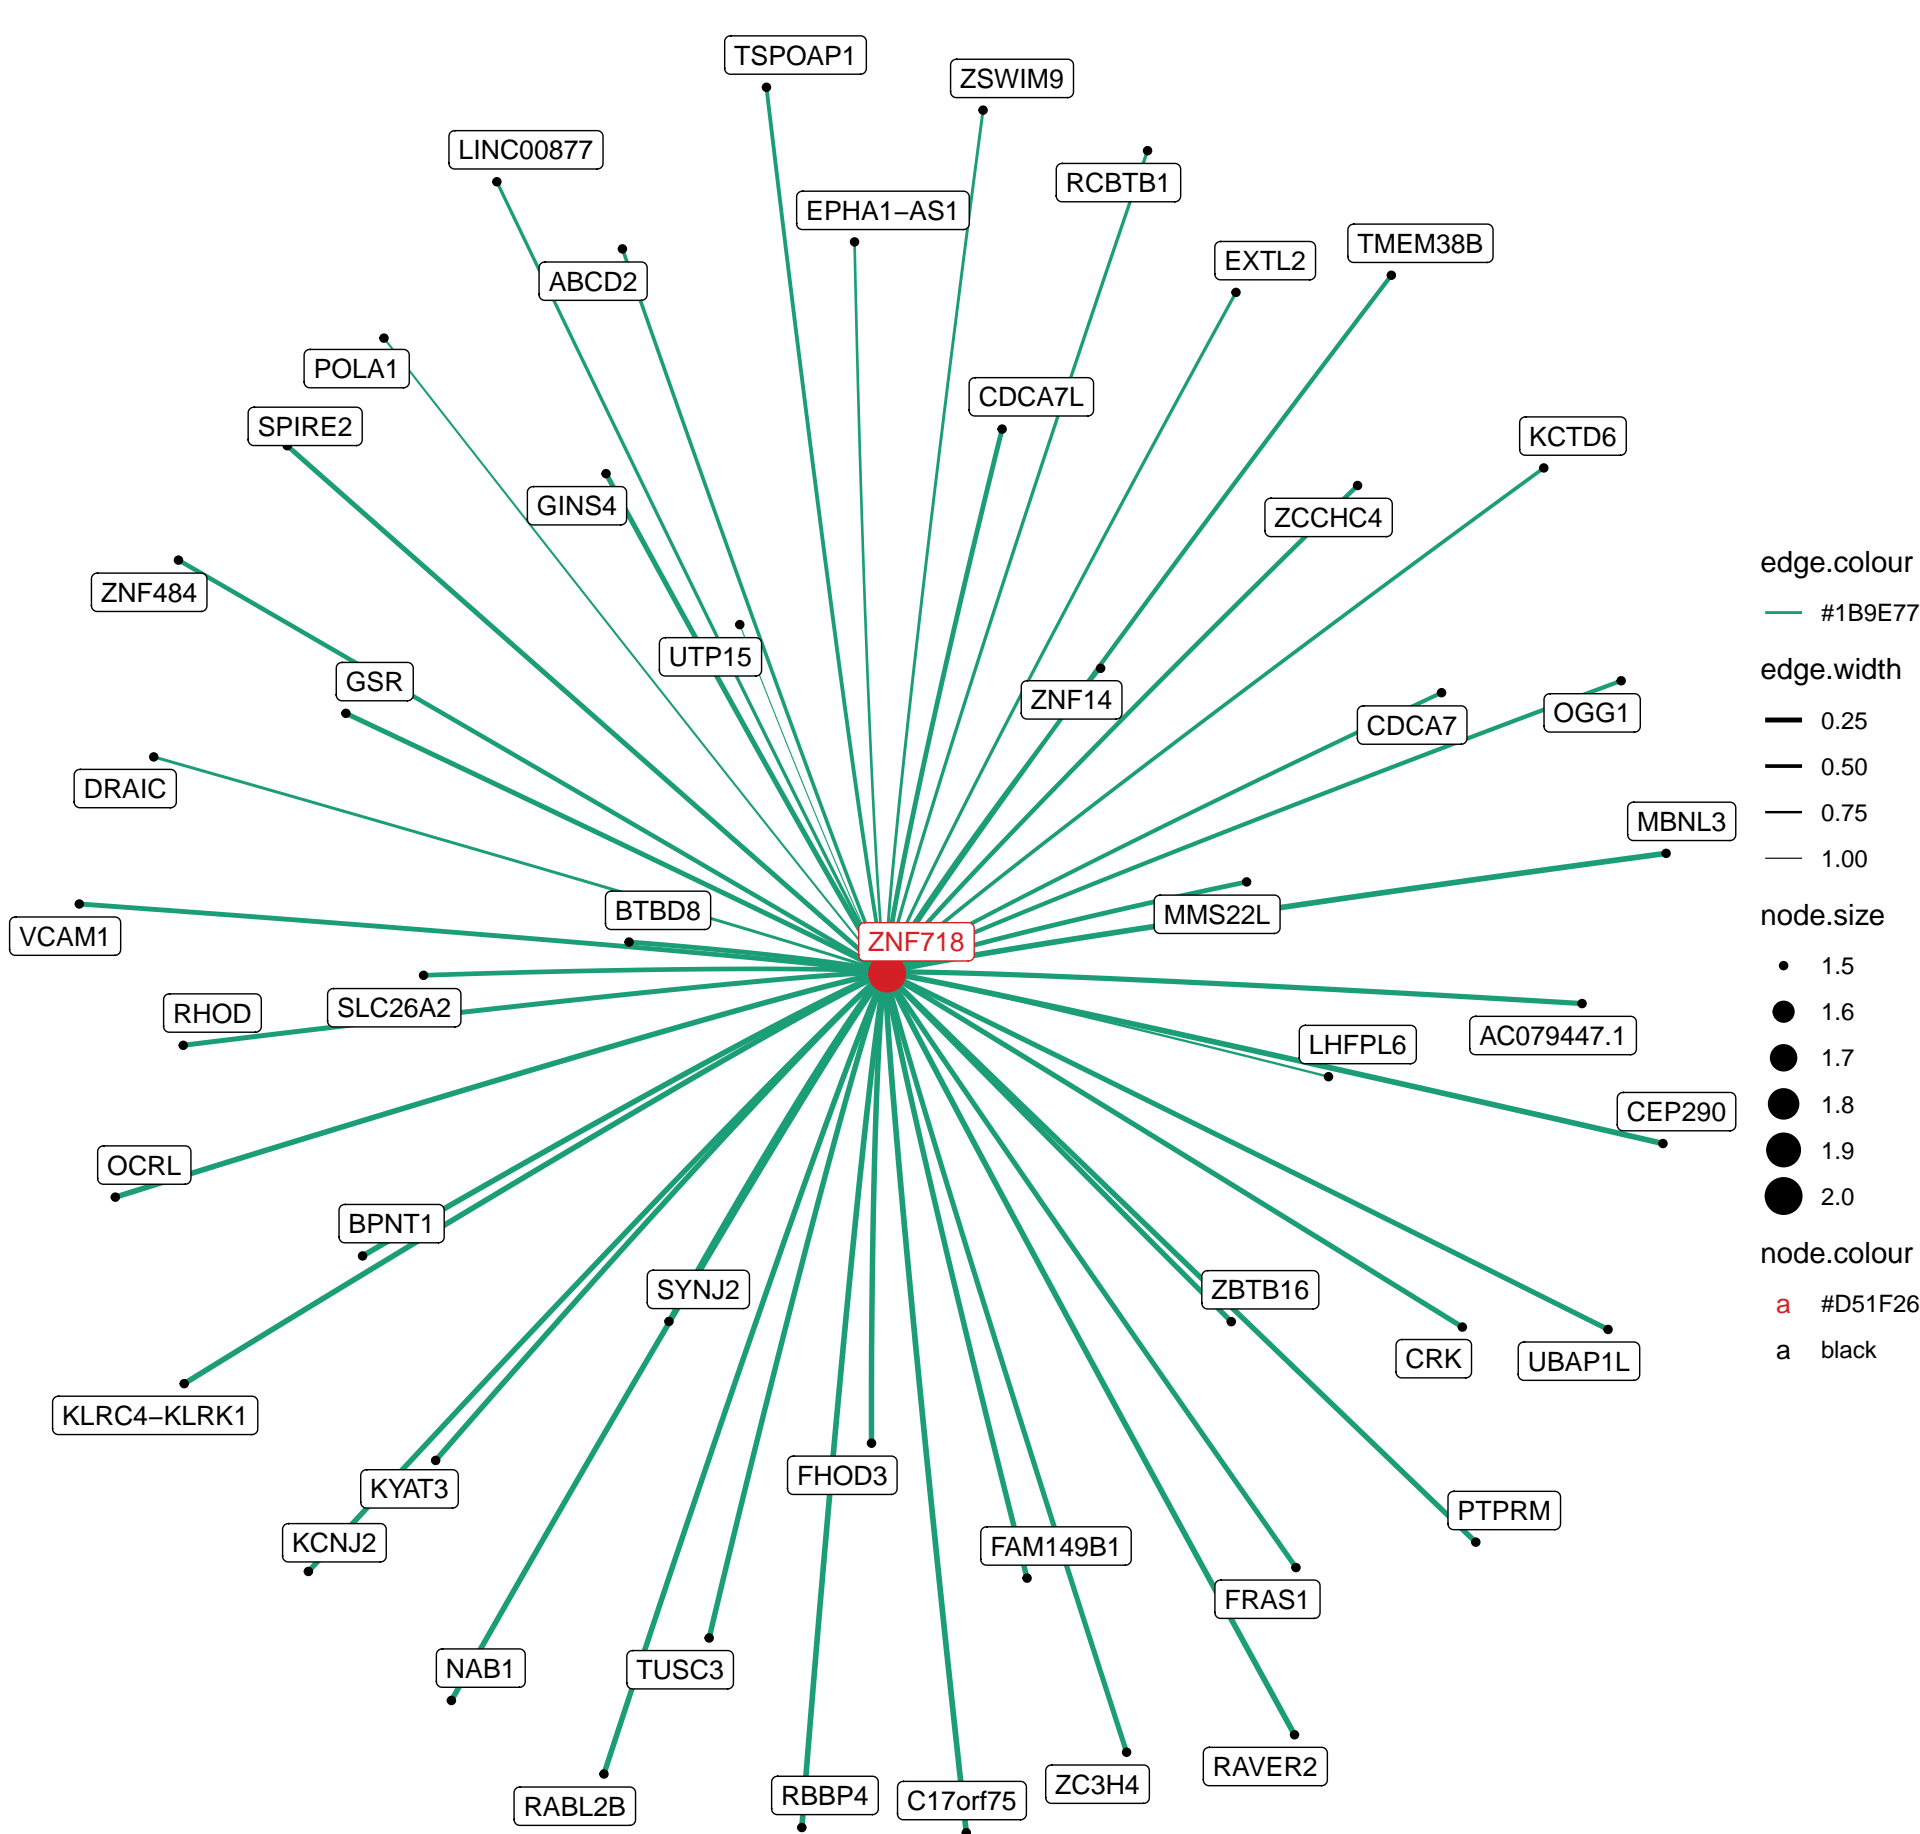 TSPOAP1
ZSWIM9
LINC00877
RCBTB1
EPHA1−AS1
TMEM38B
EXTL2
ABCD2
POLA1
CDCA7L
SPIRE2
KCTD6
GINS4
ZCCHC4
ZNF484
UTP15
GSR
ZNF14
OGG1
CDCA7
DRAIC
MBNL3
BTBD8
MMS22L
VCAM1
ZNF718
SLC26A2
RHOD
AC079447.1
LHFPL6
CEP290
OCRL
BPNT1
SYNJ2
ZBTB16
CRK
UBAP1L
KLRC4−KLRK1
FHOD3
KYAT3
PTPRM
KCNJ2
FAM149B1
FRAS1
NAB1
TUSC3
RAVER2
ZC3H4
RBBP4
C17orf75
RABL2B
edge.colour
#1B9E77
edge.width
0.25
0.50
0.75
1.00
node.size
1.5
1.6
1.7
1.8
1.9
2.0
node.colour
a #D51F26
a black